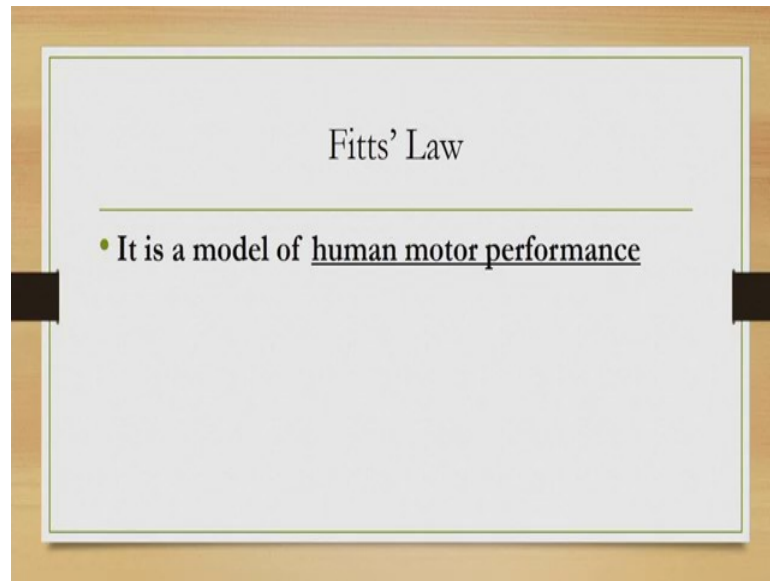 Fitts’ Law
• It is a model of human motor performance